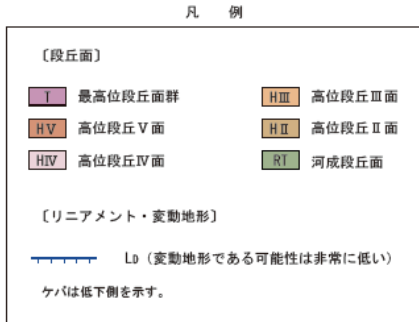 凡 例
〔段丘面〕
T 最高位段丘面群
HⅤ 高位段丘Ⅴ面
HⅣ 高位段丘Ⅳ面
HⅢ 高位段丘Ⅲ面
HⅡ 高位段丘Ⅱ面
RT 河成段丘面
〔リニアメント・変動地形〕
LD（変動地形である可能性は非常に低い）
ケバは低下側を示す。